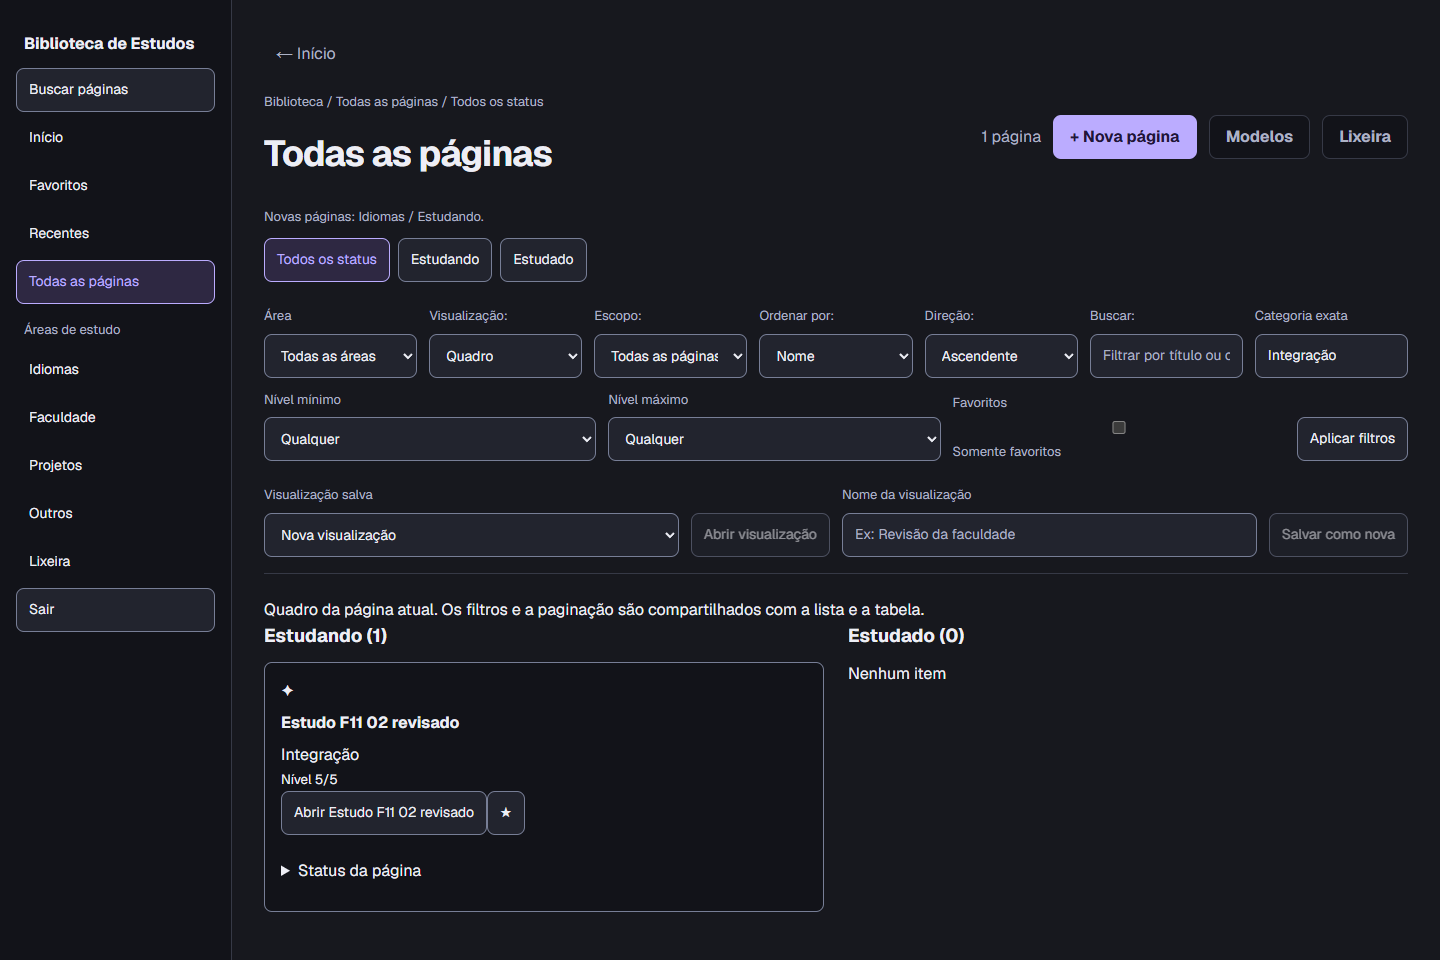 Biblioteca de Estudos
Buscar páginas
Início
Favoritos
Recentes
Todas as páginas
Áreas de estudo
Idiomas
Faculdade
Projetos
Outros
Lixeira
Sair
← Início
Biblioteca / Todas as páginas / Todos os status
Todas as páginas
1 página
+ Nova página
Modelos
Lixeira
Novas páginas: Idiomas / Estudando.
Todos os status
Estudando
Estudado
Área
Visualização:
Escopo:
Ordenar por:
Direção:
Buscar:
Categoria exata
Todas as áreas
Quadro
Todas as páginas
Nome
Ascendente
Filtrar por título ou c
Integração
Nível mínimo
Nível máximo
Favoritos
Qualquer
Qualquer
Somente favoritos
Aplicar filtros
Visualização salva
Nome da visualização
Nova visualização
Abrir visualização
Ex: Revisão da faculdade
Salvar como nova
Quadro da página atual. Os filtros e a paginação são compartilhados com a lista e a tabela.
Estudando (1)
Estudado (0)
Nenhum item
✦
Estudo F11 02 revisado
Integração
Nível 5/5
Abrir Estudo F11 02 revisado
★
▶ Status da página